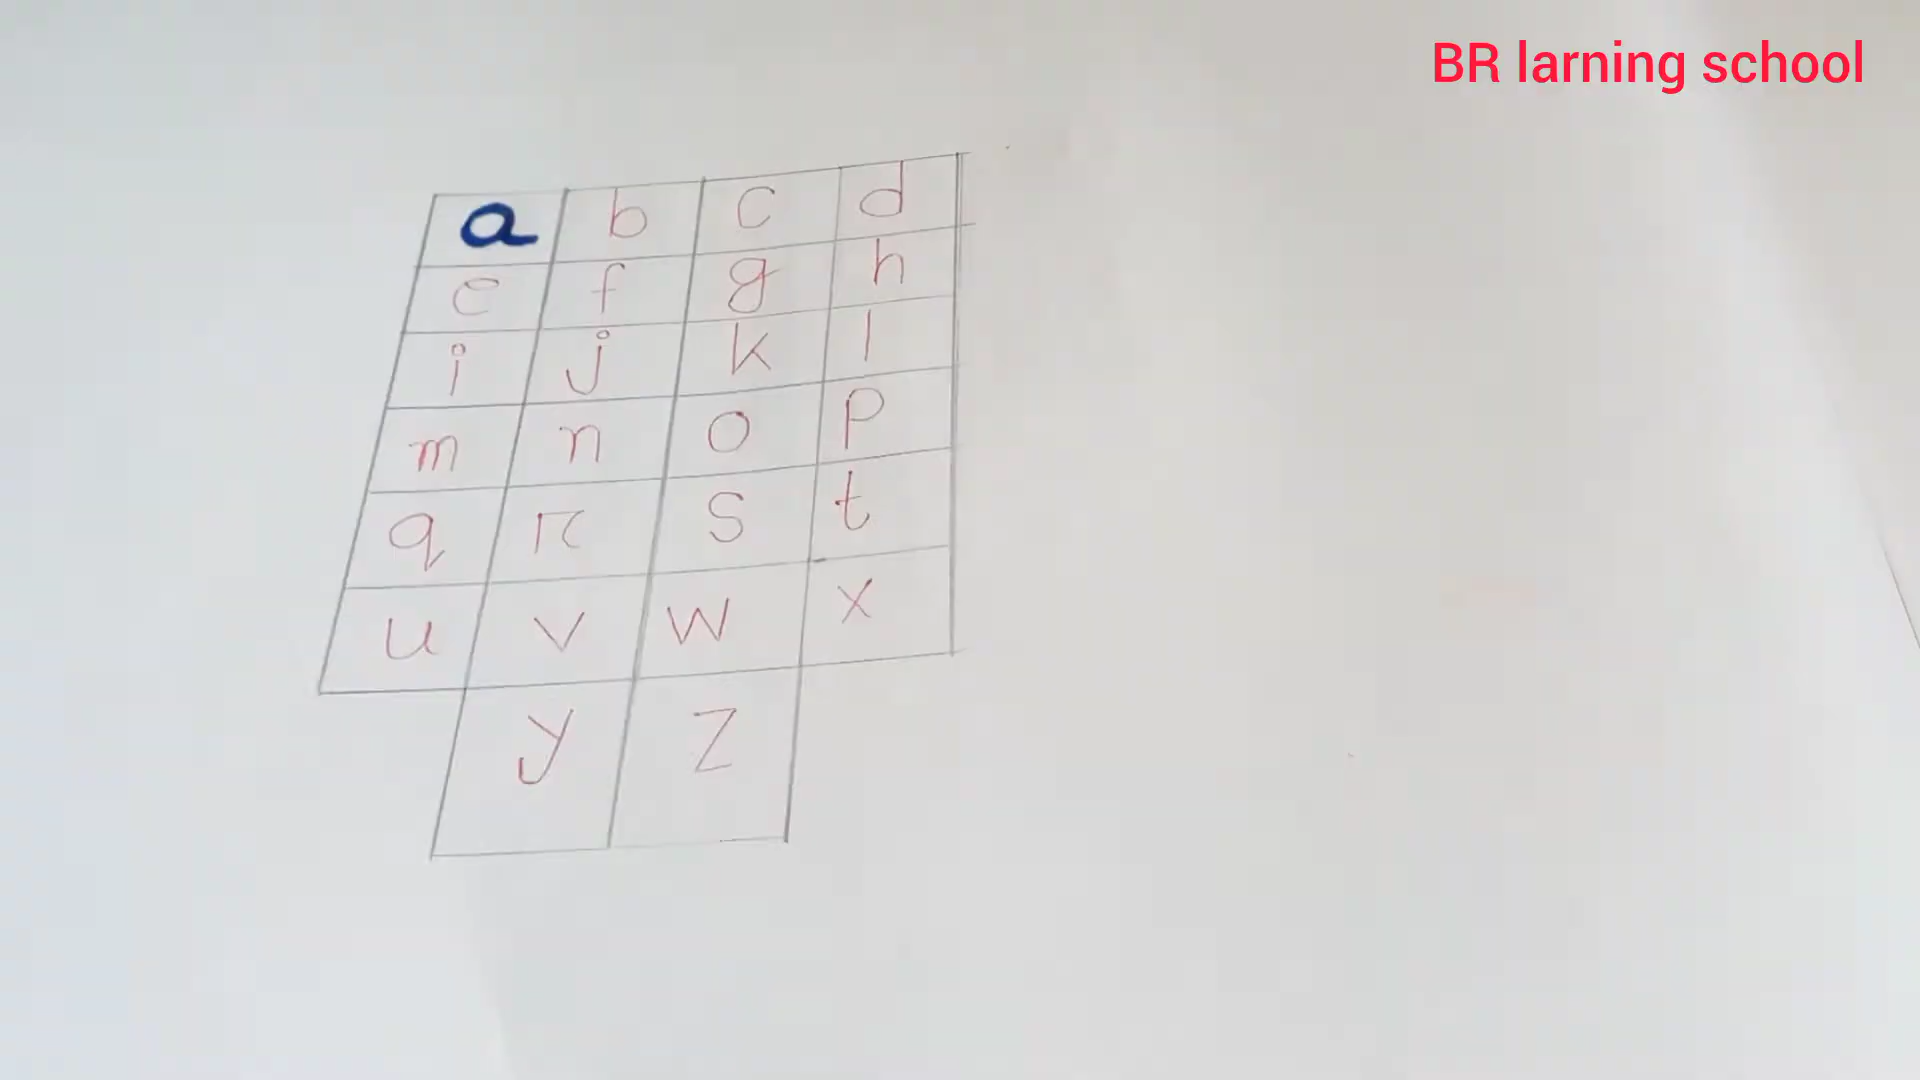 BR larning school
a b c d
e f g h
i j k l
m n o p
q r s t
u v w x
y z